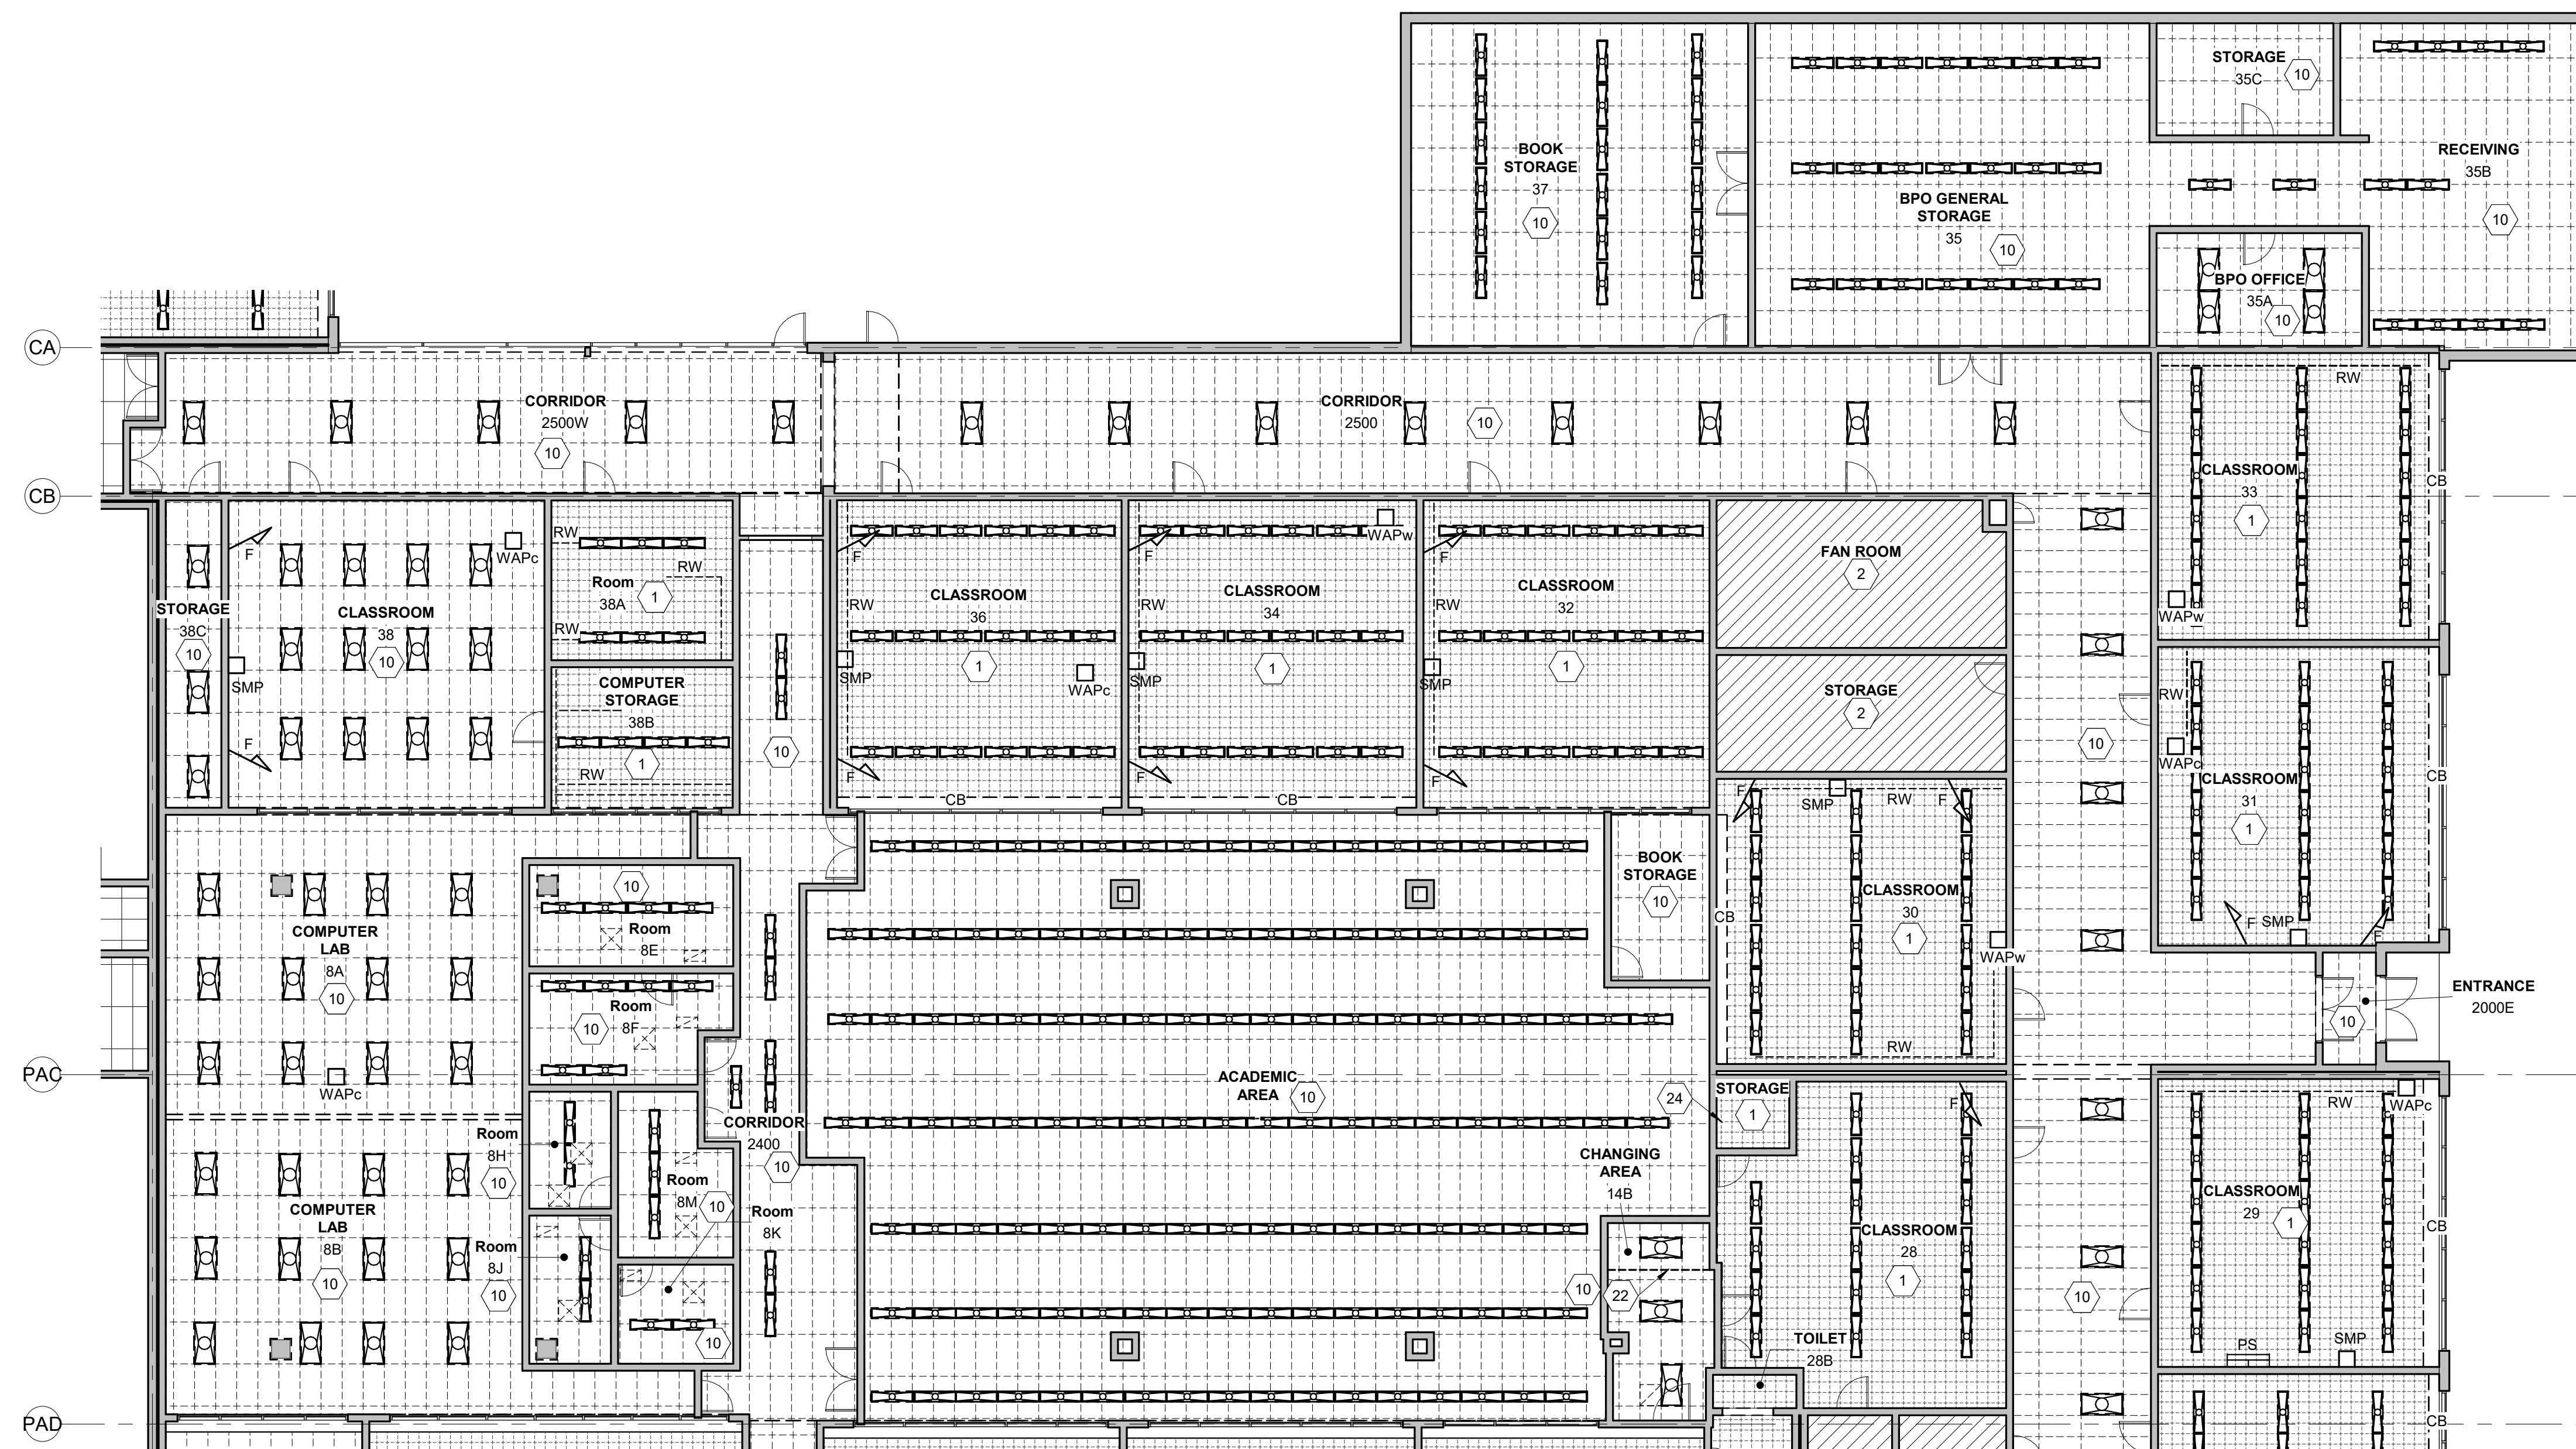 STORAGE
35C
10
RECEIVING
35B
10
BOOK
STORAGE
37
10
BPO GENERAL
STORAGE
35
10
BPO OFFICE
35A
10
CA
CORRIDOR
2500W
10
CORRIDOR
2500
10
RW
CLASSROOM
33
1
CB
WAPw
CB
F
WAPc
STORAGE
38C
10
CLASSROOM
38
10
SMP
F
RW
RW
Room
38A
1
RW
COMPUTER
STORAGE
38B
1
RW
10
F
RW
CLASSROOM
36
1
SMP
WAPc
F
CB
F
WAPw
RW
CLASSROOM
34
1
SMP
F
CB
F
RW
CLASSROOM
32
1
SMP
F
FAN ROOM
2
STORAGE
2
10
RW
WAPc
CLASSROOM
31
1
CB
F
SMP
F
F
SMP
RW
F
CLASSROOM
30
1
CB
WAPw
RW
BOOK
STORAGE
10
ENTRANCE
2000E
10
COMPUTER
LAB
8A
10
WAPc
10
Room
8E
Room
8F
10
PAC
ACADEMIC
AREA
10
24
STORAGE
1
F
RW
WAPc
CLASSROOM
29
1
CB
PS
SMP
CORRIDOR
2400
10
Room
8H
10
Room
8M
10
Room
8K
10
COMPUTER
LAB
8B
10
Room
8J
10
CHANGING
AREA
14B
10
22
CLASSROOM
28
1
10
TOILET
28B
PAD
CB